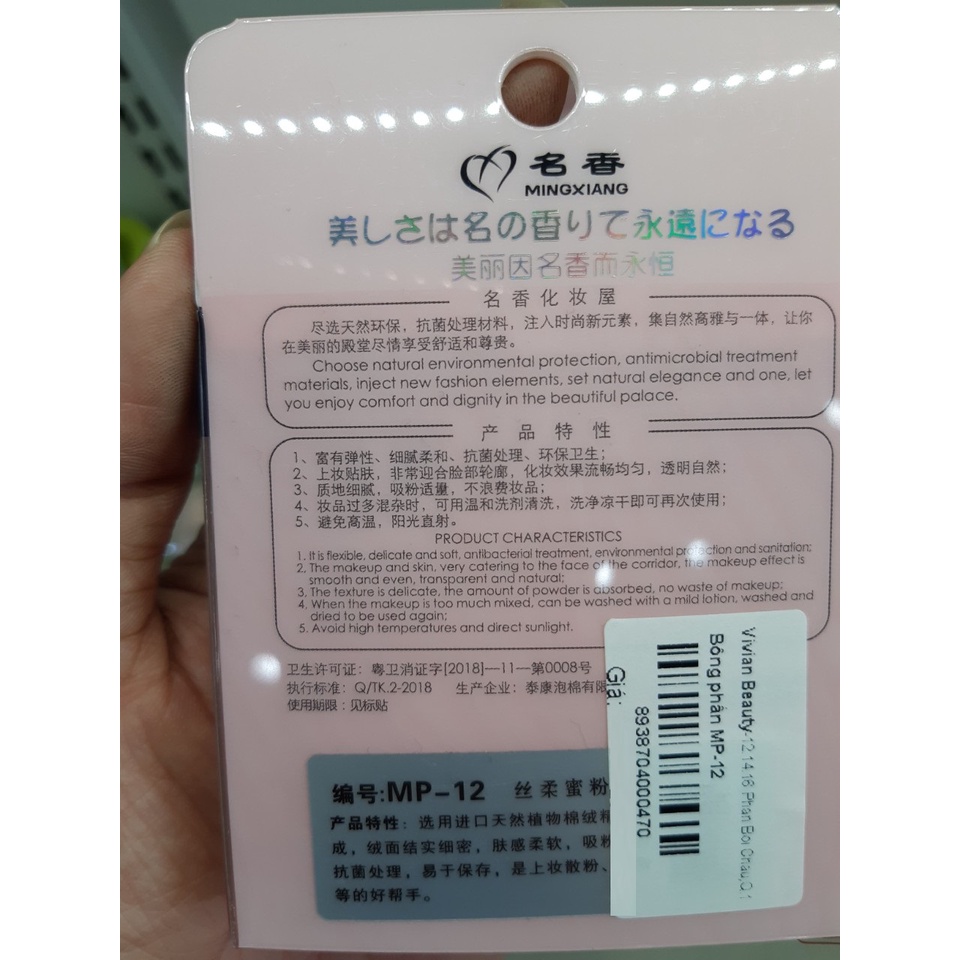 名香
MINGXIANG
美しさは名の香りて永遠になる
美丽因名香而永恒
名香化妆屋
尽选天然环保，抗菌处理材料，注入时尚新元素，集自然高雅与一体，让你
在美丽的殿堂尽情享受舒适和尊贵。
Choose natural environmental protection, antimicrobial treatment
materials, inject new fashion elements, set natural elegance and one, let
you enjoy comfort and dignity in the beautiful palace.
产品特性
1、富有弹性、细腻柔和、抗菌处理、环保卫生；
2、上妆贴肤，非常迎合脸部轮廓，化妆效果流畅均匀，透明自然；
3、质地细腻，吸粉适量，不浪费妆品；
4、妆品过多混杂时，可用温和洗剂清洗，洗净凉干即可再次使用；
5、避免高温，阳光直射。
PRODUCT CHARACTERISTICS
1. It is flexible, delicate and soft, antibacterial treatment, environmental protection and sanitation;
2. The makeup and skin, very catering to the face of the corridor, the makeup effect is
smooth and even, transparent and natural;
3. The texture is delicate, the amount of powder is absorbed, no waste of makeup;
4. When the makeup is too much mixed, can be washed with a mild lotion, washed and
dried to be used again;
5. Avoid high temperatures and direct sunlight.
卫生许可证：粤卫消证字[2018]—11—第0008号
执行标准：Q/TK.2-2018 生产企业：泰康泡棉有限
使用期限：见标贴
编号:MP-12 丝柔蜜粉
产品特性：选用进口天然植物棉绒精
成，绒面结实细密，肤感柔软，吸粉
抗菌处理，易于保存，是上妆散粉、
等的好帮手。
Vivian Beauty-12.14.16 Phan Boi Chau,Q.1
Bông phấn MP-12
8938704000470
Giá: